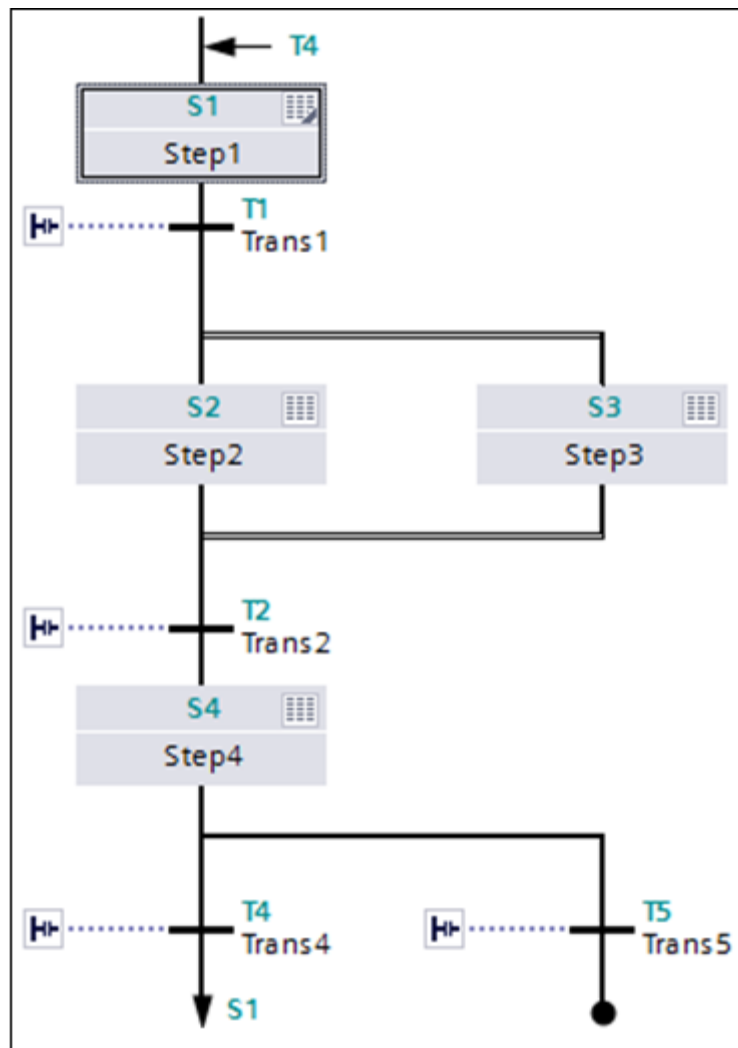 T4
S1
Step1
T1
Trans1
S2
Step2
S3
Step3
T2
Trans2
S4
Step4
T4
Trans4
T5
Trans5
S1